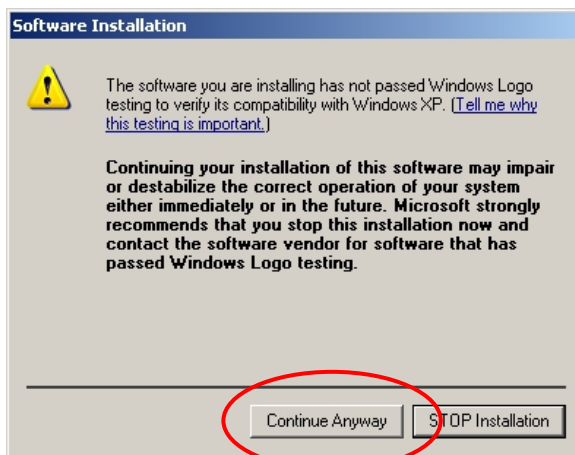 Software Installation
The software you are installing has not passed Windows Logo
testing to verify its compatibility with Windows XP. (Tell me why
this testing is important.)
Continuing your installation of this software may impair
or destabilize the correct operation of your system
either immediately or in the future. Microsoft strongly
recommends that you stop this installation now and
contact the software vendor for software that has
passed Windows Logo testing.
Continue Anyway
STOP Installation